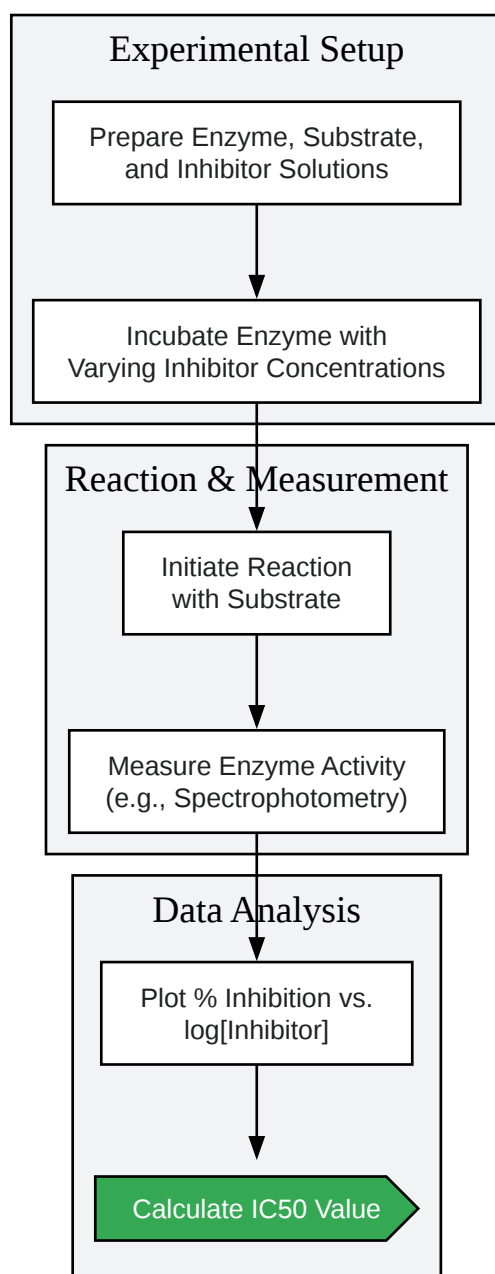 Experimental Setup
Prepare Enzyme, Substrate,
and Inhibitor Solutions
Incubate Enzyme with
Varying Inhibitor Concentrations
Reaction & Measurement
Initiate Reaction
with Substrate
Measure Enzyme Activity
(e.g., Spectrophotometry)
Data Analysis
Plot % Inhibition vs.
log[Inhibitor]
Calculate IC50 Value